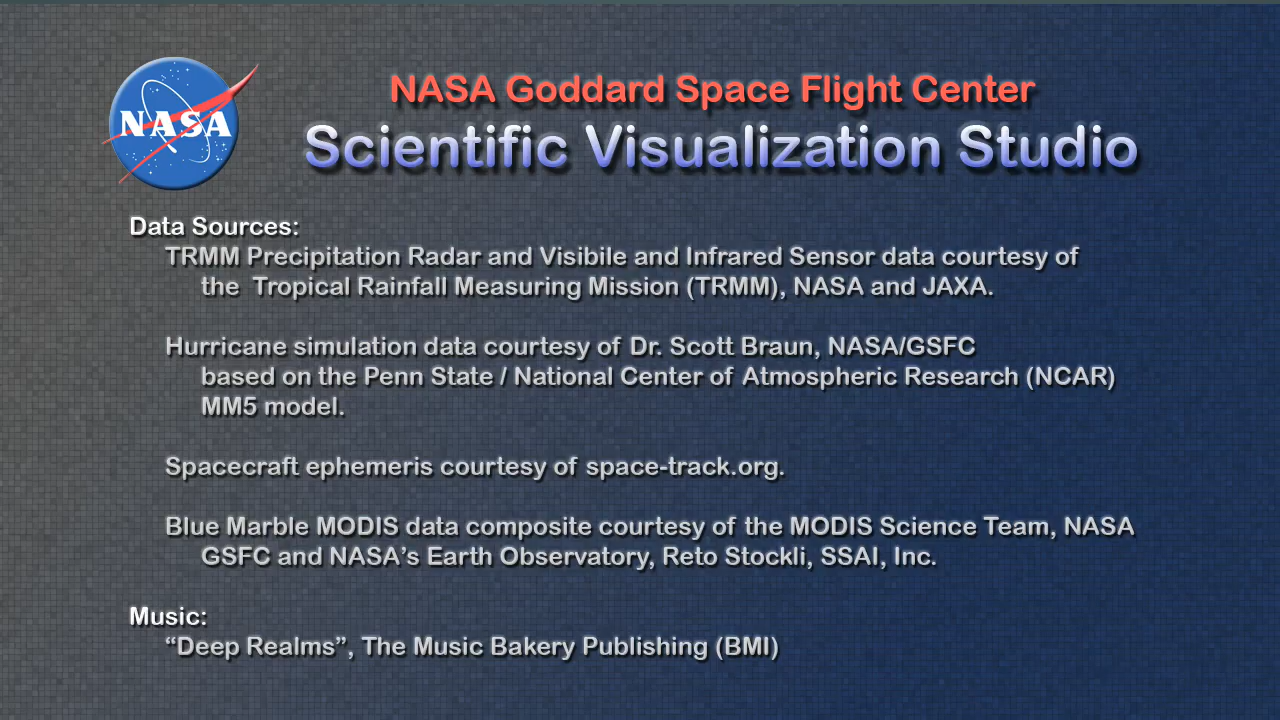 NASA
NASA Goddard Space Flight Center
Scientific Visualization Studio
Data Sources:
TRMM Precipitation Radar and Visibile and Infrared Sensor data courtesy of
the Tropical Rainfall Measuring Mission (TRMM), NASA and JAXA.
Hurricane simulation data courtesy of Dr. Scott Braun, NASA/GSFC
based on the Penn State / National Center of Atmospheric Research (NCAR)
MM5 model.
Spacecraft ephemeris courtesy of space-track.org.
Blue Marble MODIS data composite courtesy of the MODIS Science Team, NASA
GSFC and NASA’s Earth Observatory, Reto Stockli, SSAI, Inc.
Music:
“Deep Realms”, The Music Bakery Publishing (BMI)